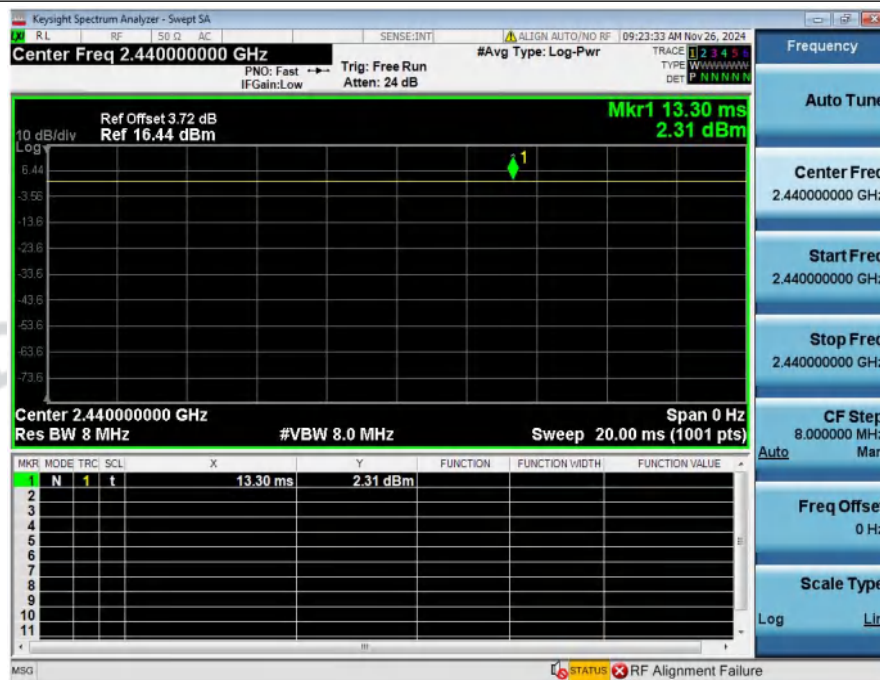 Keysight Spectrum Analyzer - Swept SA
LXI RL RF 50 Ω AC SENSE:INT ALIGN AUTO/NO RF 09:23:33 AM Nov 26, 2024
Center Freq 2.440000000 GHz
PNO: Fast
IFGain:Low
Trig: Free Run
Atten: 24 dB
#Avg Type: Log-Pwr
TRACE 1 2 3 4 5 6
TYPE W
DET P N N N N N
Ref Offset 3.72 dB
Ref 16.44 dBm
Mkr1 13.30 ms
2.31 dBm
10 dB/div
Log
1
6.44
-3.56
-13.6
-23.6
-33.6
-43.6
-53.6
-63.6
-73.6
Center 2.440000000 GHz Span 0 Hz
Res BW 8 MHz #VBW 8.0 MHz Sweep 20.00 ms (1001 pts)
MKR MODE TRC SCL X Y FUNCTION FUNCTION WIDTH FUNCTION VALUE
1 N 1 t 13.30 ms 2.31 dBm
2
3
4
5
6
7
8
9
10
11
MSG STATUS RF Alignment Failure
Frequency
Auto Tune
Center Freq
2.440000000 GHz
Start Freq
2.440000000 GHz
Stop Freq
2.440000000 GHz
CF Step
8.000000 MHz
Auto Man
Freq Offset
0 Hz
Scale Type
Log Lin